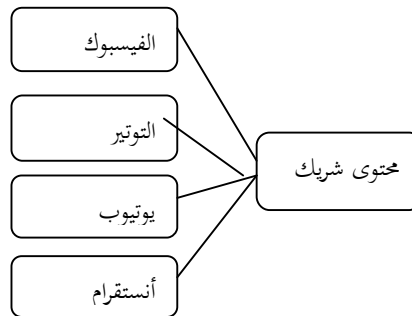 الفيسبوك
التوتير
محتوى شريك
يوتيوب
أنستقرام